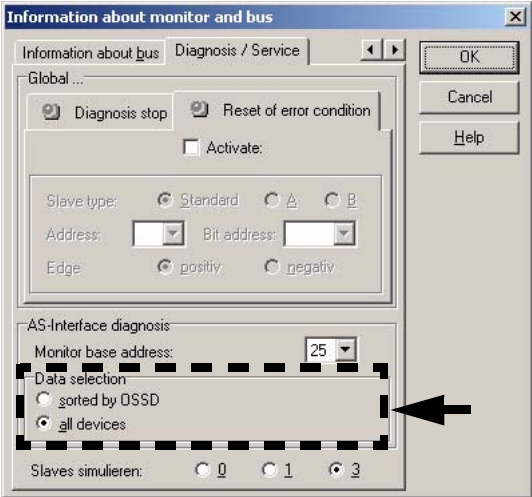 Information about monitor and bus
Information about bus
Diagnosis / Service
OK
Cancel
Help
Global ...
Diagnosis stop
Reset of error condition
Activate:
Slave type: Standard A B
Address: Bit address:
Edge positiv negativ
AS-Interface diagnosis
Monitor base address: 25
Data selection
sorted by OSSD
all devices
Slaves simulieren: 0 1 3